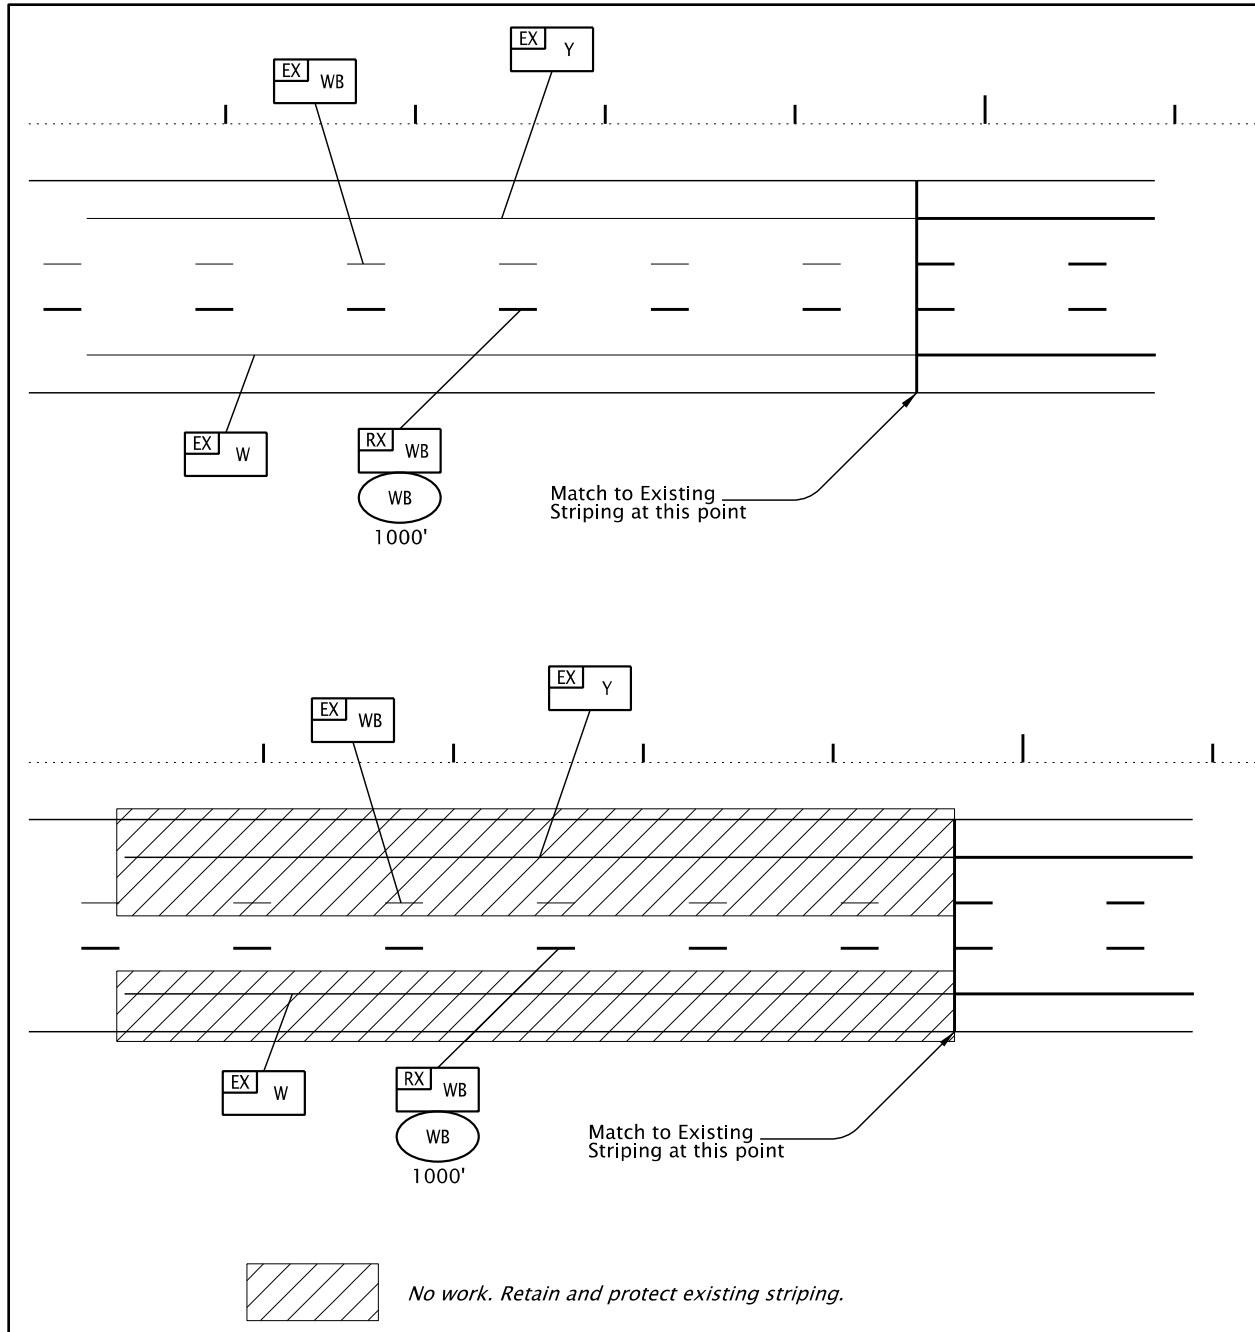 EX Y
EX WB
EX W
RX WB
WB
1000'
Match to Existing
Striping at this point
EX Y
EX WB
EX W
RX WB
WB
1000'
Match to Existing
Striping at this point
No work. Retain and protect existing striping.